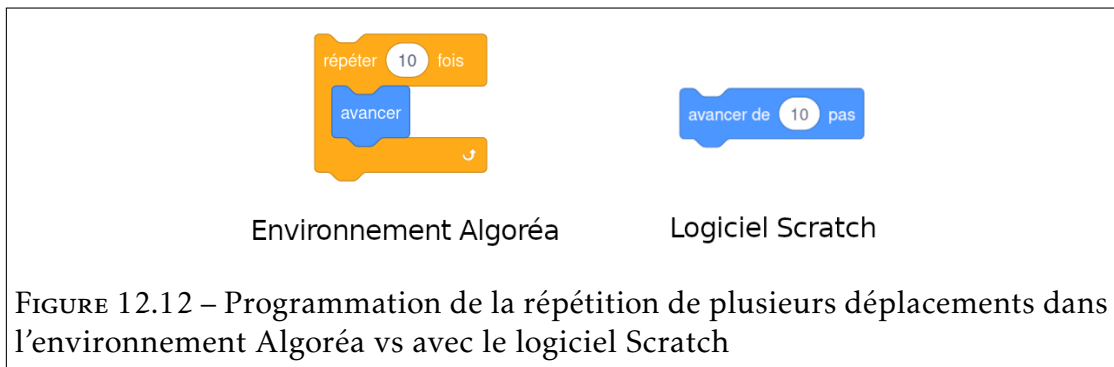 répéter 10 fois
avancer
avancer de 10 pas
Environnement Algoréa
Logiciel Scratch
FIGURE 12.12 – Programmation de la répétition de plusieurs déplacements dans
l'environnement Algoréa vs avec le logiciel Scratch